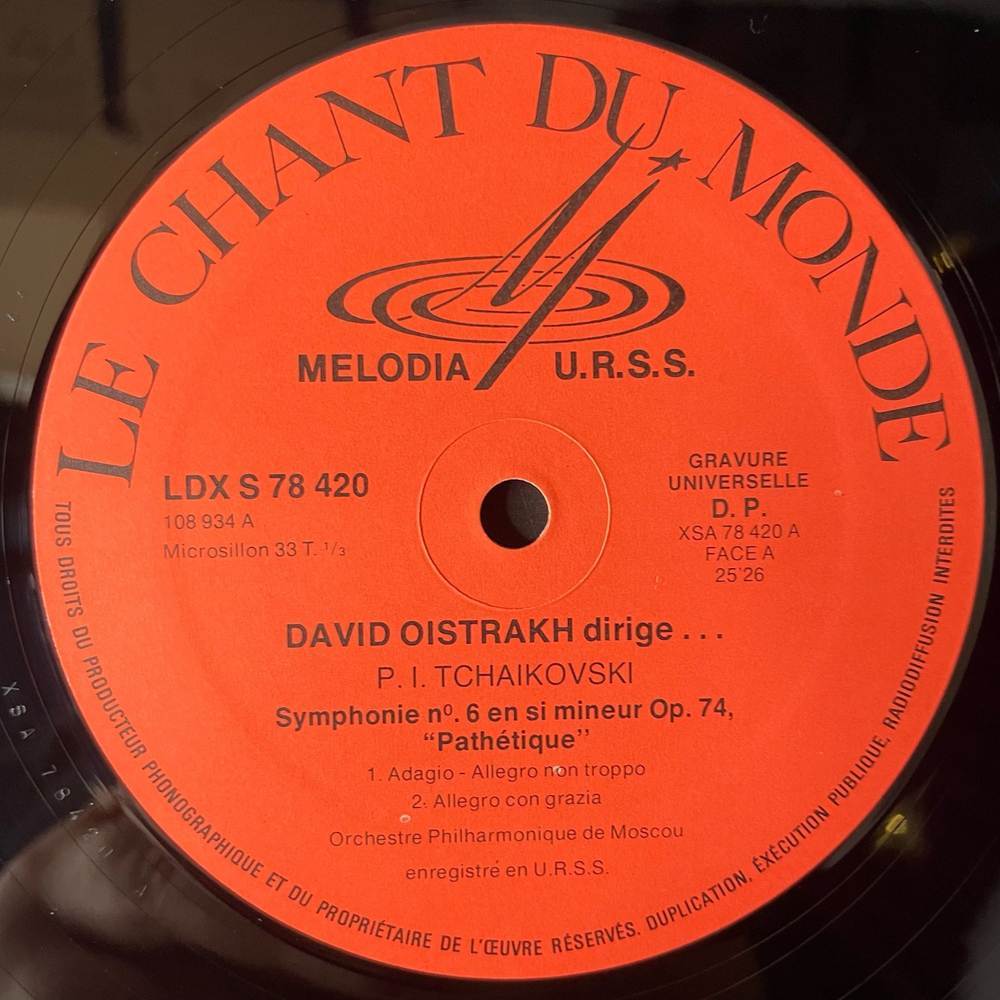 LE CHANT DU MONDE
MELODIA U.R.S.S.
LDX S 78 420
108 934 A
Microsillon 33 T. 1/3
GRAVURE
UNIVERSELLE
D. P.
XSA 78 420 A
FACE A
25'26
DAVID OISTRAKH dirige . . .
P. I. TCHAIKOVSKI
Symphonie nº. 6 en si mineur Op. 74,
“Pathétique”
1. Adagio - Allegro non troppo
2. Allegro con grazia
Orchestre Philharmonique de Moscou
enregistré en U.R.S.S.
TOUS DROITS DU PRODUCTEUR PHONOGRAPHIQUE ET DU PROPRIÉTAIRE DE L'ŒUVRE RÉSERVÉS. DUPLICATION, ÉXÉCUTION PUBLIQUE, RADIODIFFUSION INTERDITES
XSA 784